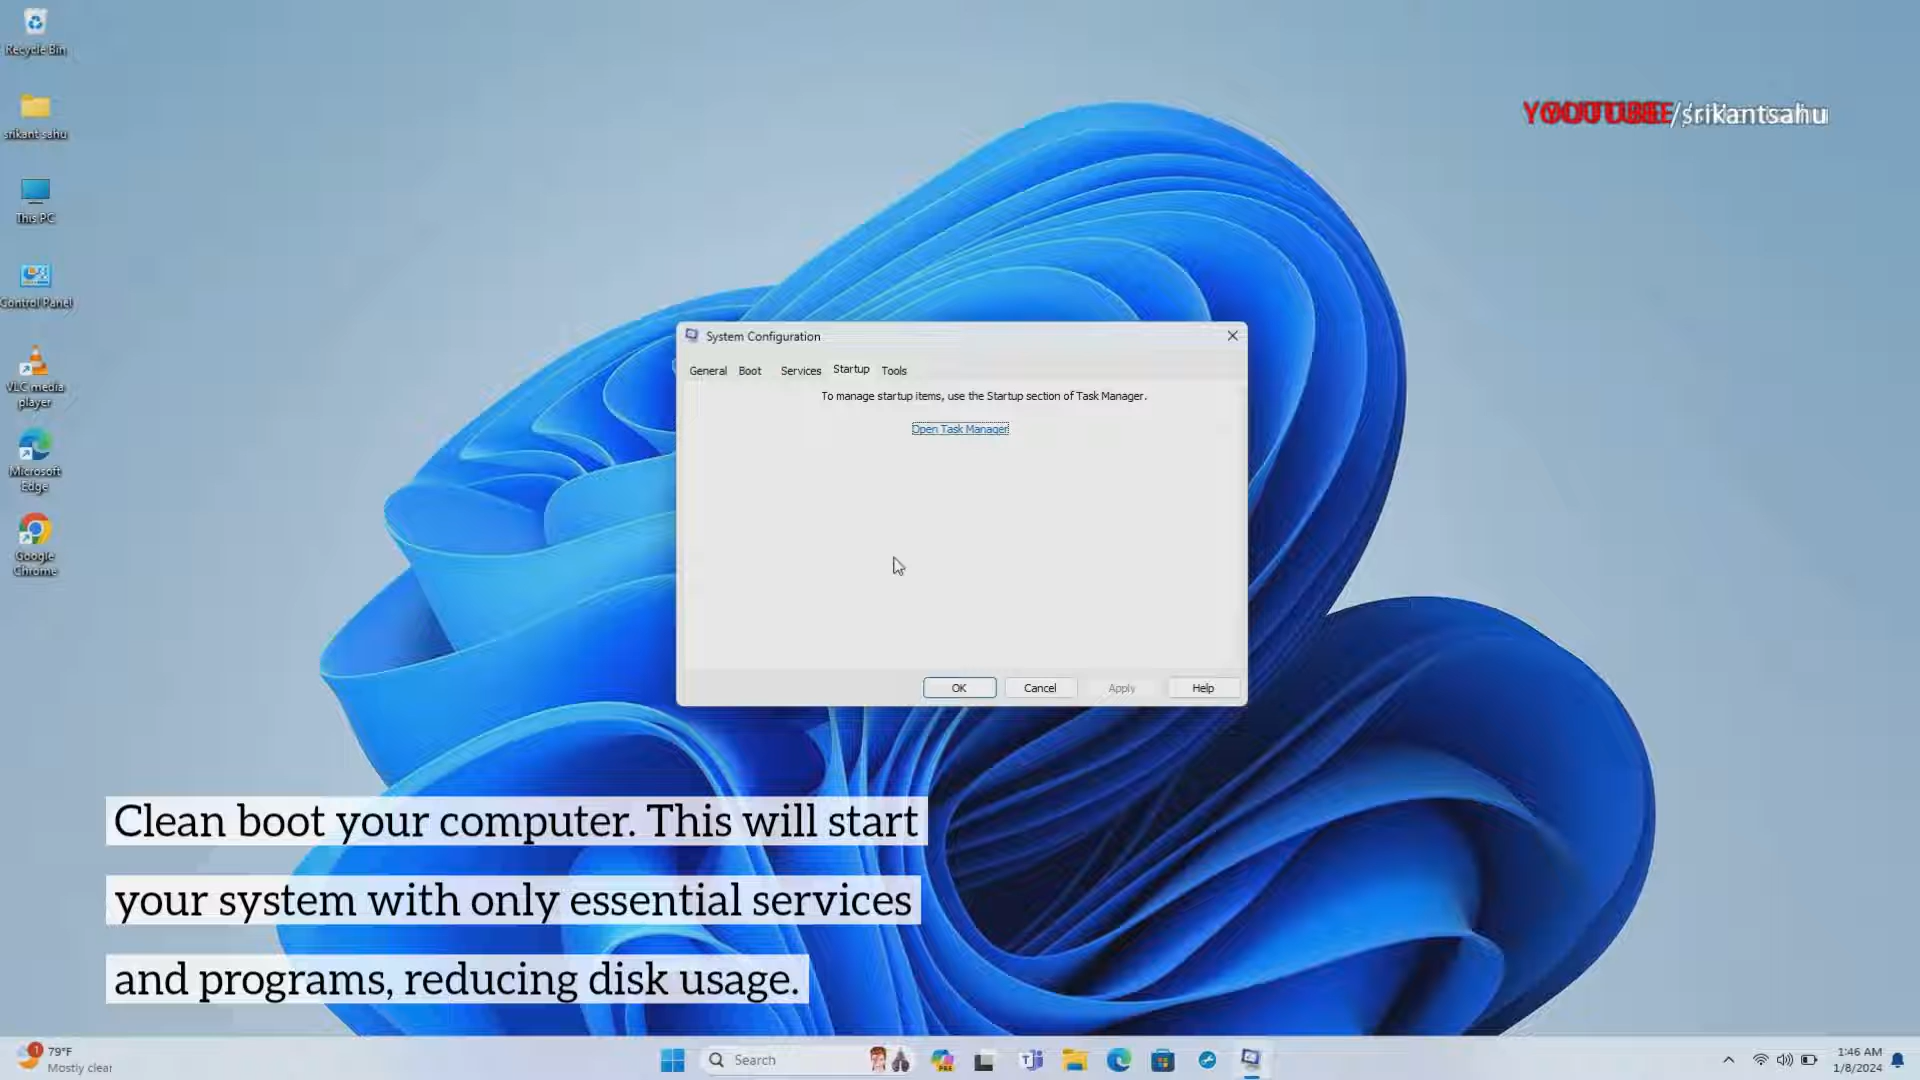 Recycle Bin
srikant sahu
This PC
Control Panel
VLC media
player
Microsoft
Edge
Google
Chrome
YOUTUBE/srikantsahu
System Configuration
General Boot Services Startup Tools
To manage startup items, use the Startup section of Task Manager.
Open Task Manager
OK Cancel Apply Help
Clean boot your computer. This will start
your system with only essential services
and programs, reducing disk usage.
1
79°F
Mostly clear
Search
PRE
1:46 AM
1/8/2024